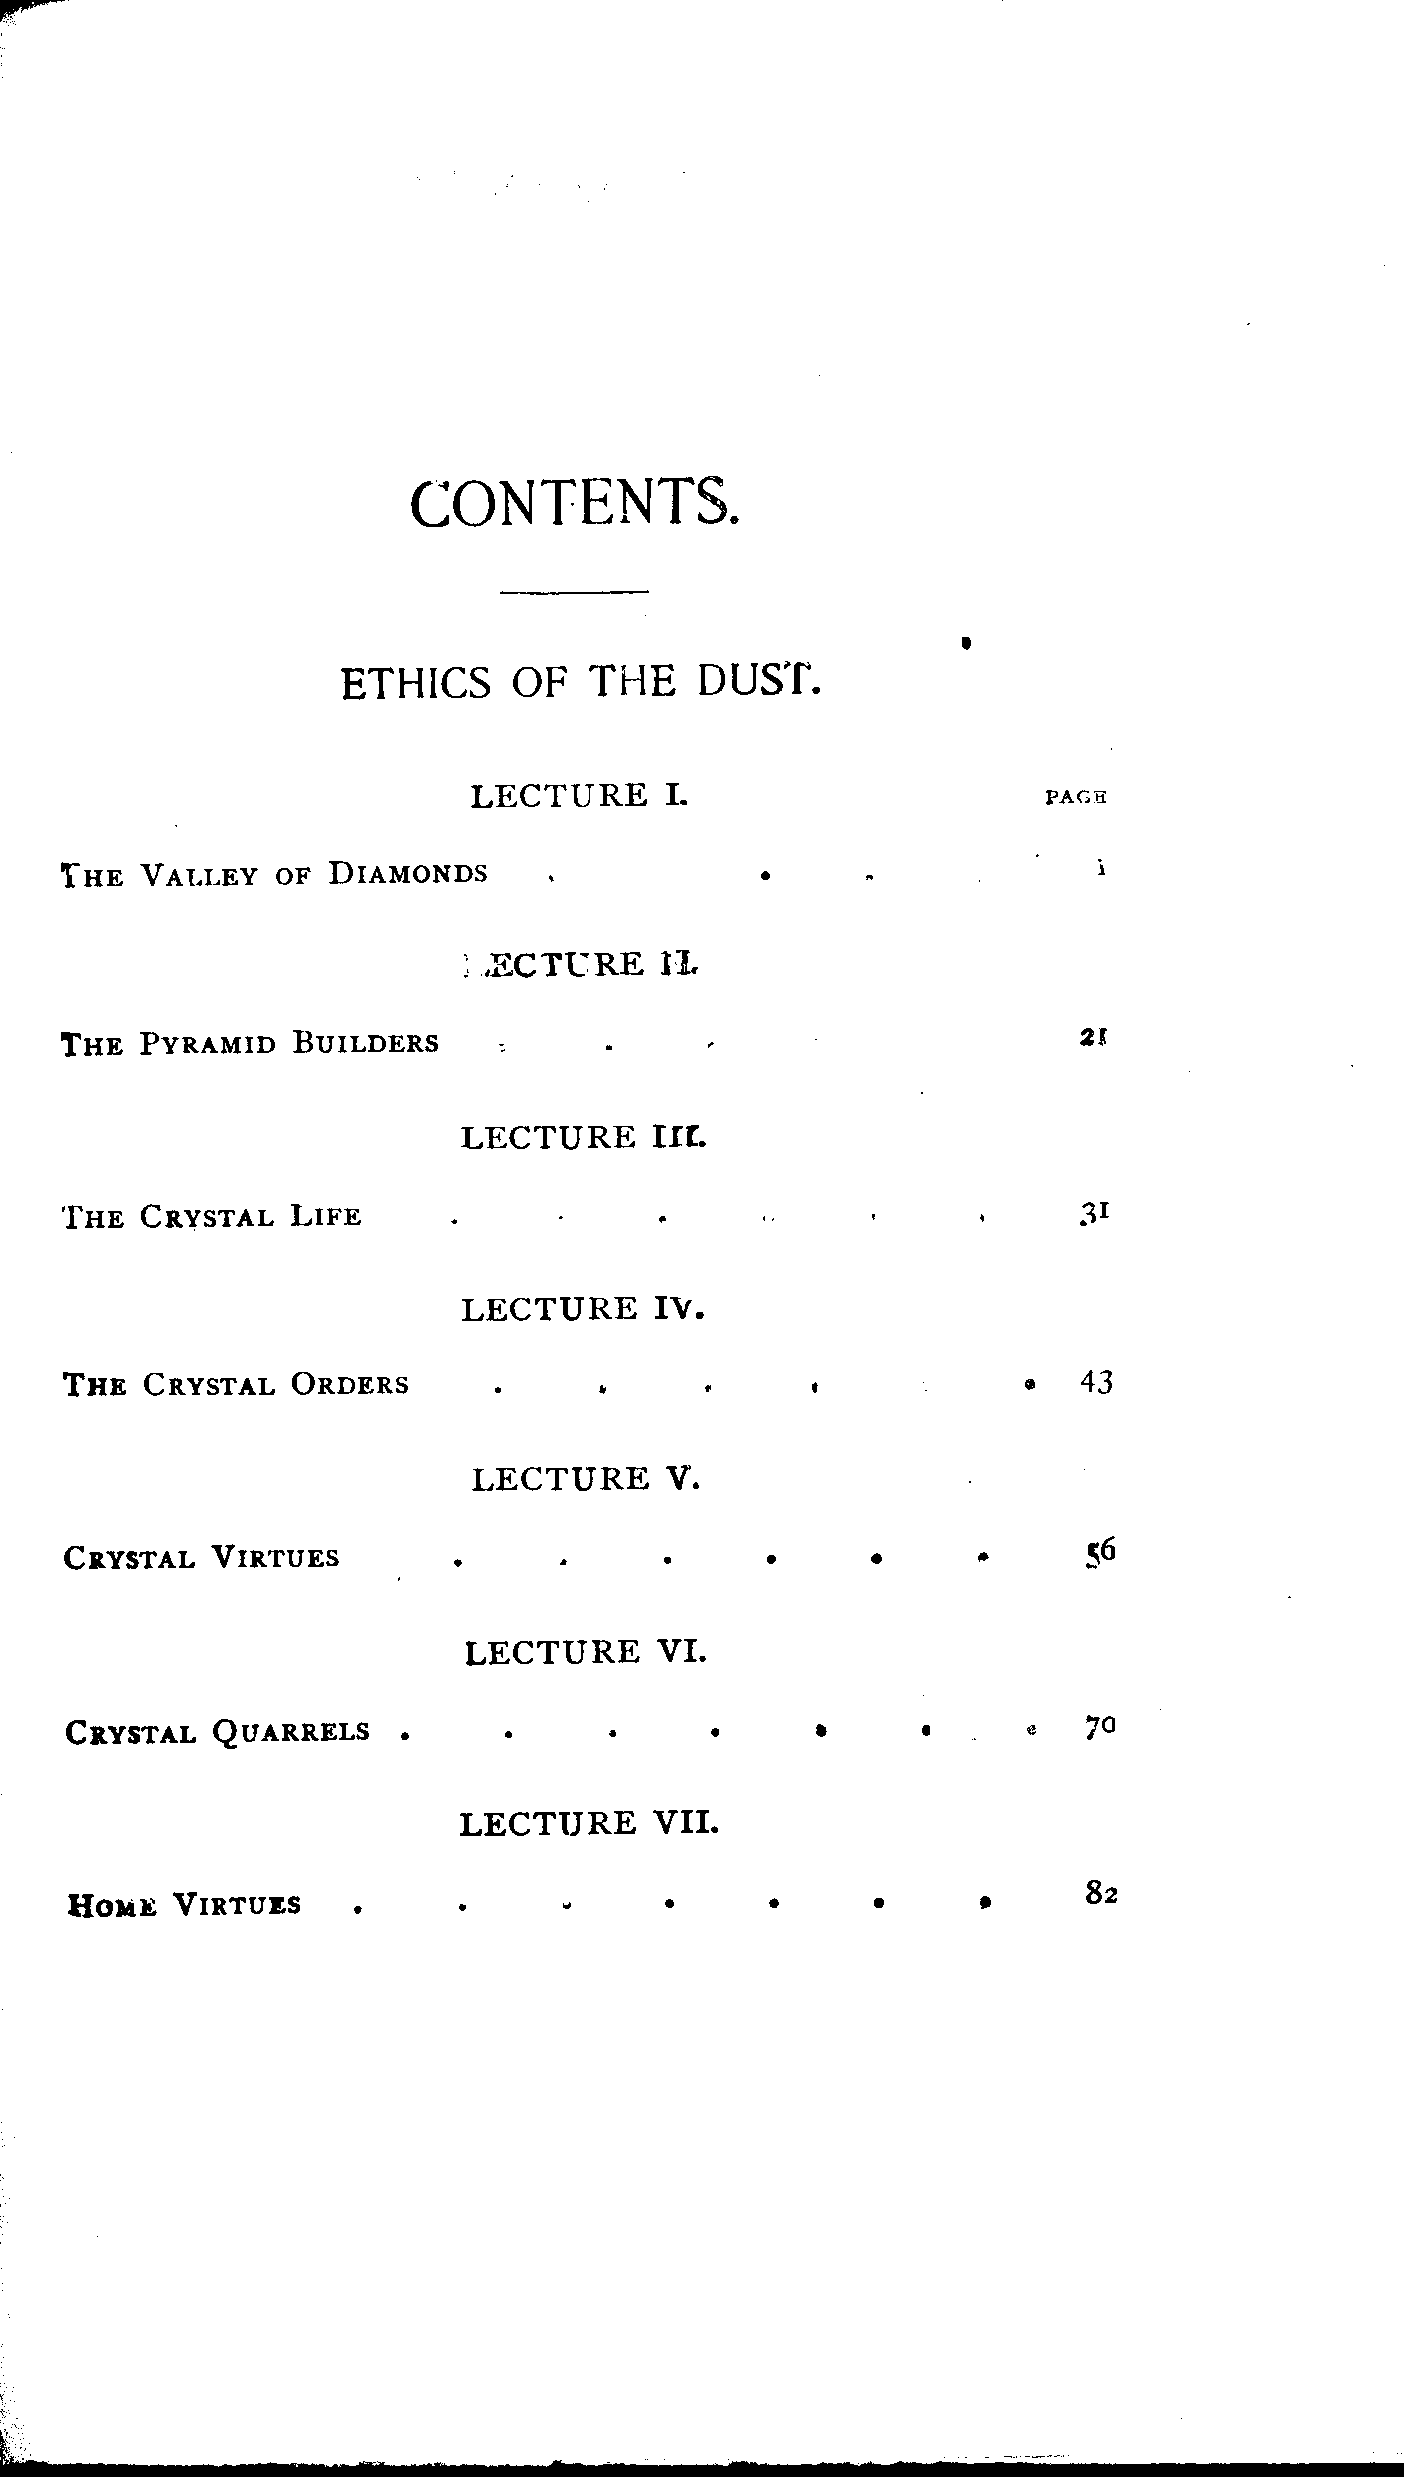 CONTENTS.
ETHICS OF THE DUST.
LECTURE I. PAGE
THE VALLEY OF DIAMONDS . . . 1
LECTURE II.
THE PYRAMID BUILDERS . . . 21
LECTURE III.
THE CRYSTAL LIFE . . . . . . 31
LECTURE IV.
THE CRYSTAL ORDERS . . . . . 43
LECTURE V.
CRYSTAL VIRTUES . . . . . . 56
LECTURE VI.
CRYSTAL QUARRELS . . . . . . . 70
LECTURE VII.
HOME VIRTUES . . . . . . . 82